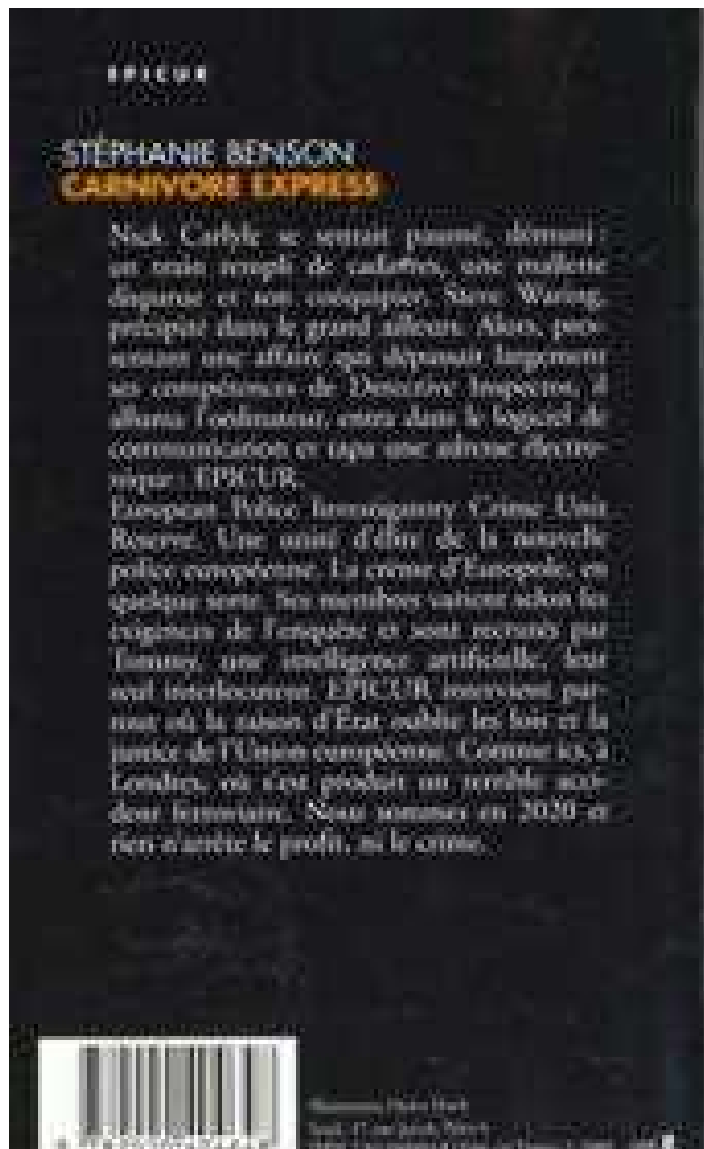 EPICUR
STÉPHANIE BENSON
CARNIVORE EXPRESS
Nick Carlyle se sentait paumé, démuni :
un train rempli de cadavres, une mallette
disparue et son coéquipier, Steve Waring,
précipité dans le grand ailleurs. Alors, pres-
sentant une affaire qui dépassait largement
ses compétences de Detective Inspector, il
alluma l'ordinateur, entra dans le logiciel de
communication et tapa une adresse électro-
nique : EPICUR.
European Police Investigatory Crime Unit
Reserve. Une unité d'élite de la nouvelle
police européenne. La crème d'Europole, en
quelque sorte. Ses membres varient selon les
exigences de l'enquête et sont recrutés par
Tommy, une intelligence artificielle, leur
seul interlocuteur. EPICUR intervient par-
tout où la raison d'État oublie les lois et la
justice de l'Union européenne. Comme ici, à
Londres, où s'est produit un terrible acci-
dent ferroviaire. Nous sommes en 2020 et
rien n'arrête le profit, ni le crime.